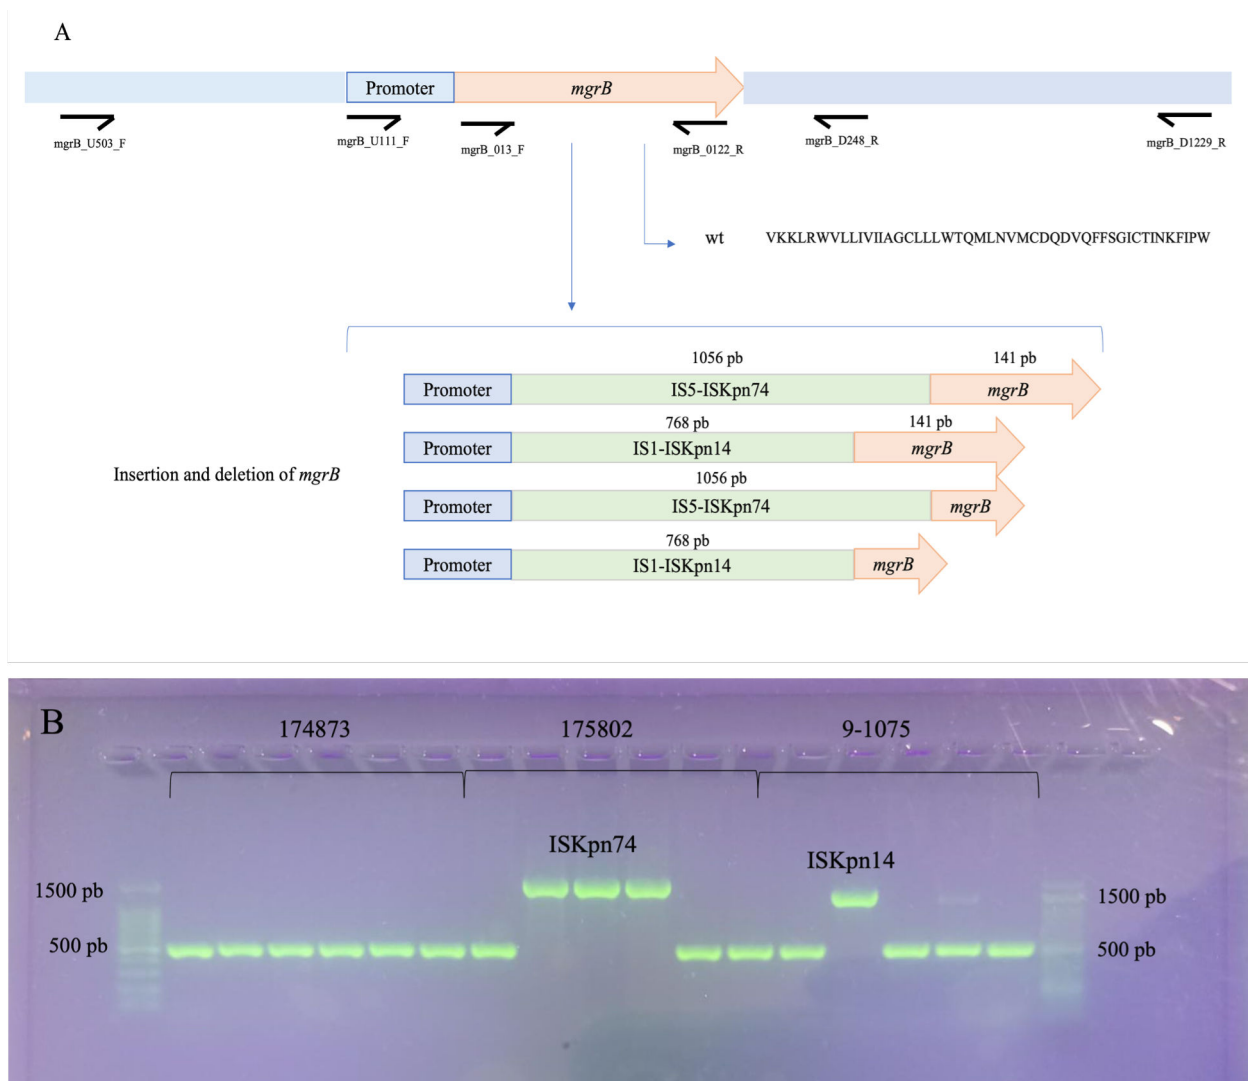 A
Promoter
mgrB
mgrB_U503_F
mgrB_U111_F
mgrB_013_F
mgrB_0122_R
mgrB_D248_R
mgrB_D1229_R
wt VKKLRWVLLIVIIAGCLLLWTQMLNVMCDQDVQFFSGICTINKFIPW
1056 pb 141 pb
Promoter IS5-ISKpn74 mgrB
768 pb 141 pb
Promoter IS1-ISKpn14 mgrB
Insertion and deletion of mgrB
1056 pb
Promoter IS5-ISKpn74 mgrB
768 pb
Promoter IS1-ISKpn14 mgrB
B
174873 175802 9-1075
ISKpn74
ISKpn14
1500 pb 1500 pb
500 pb 500 pb